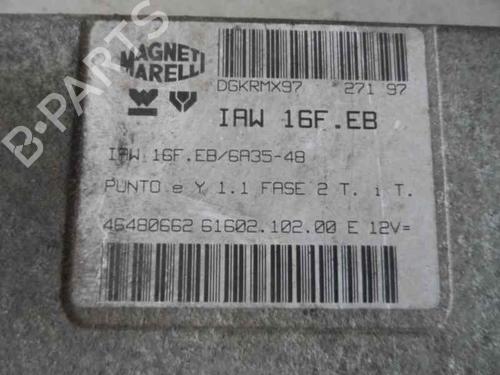 MAGNETI
MARELLI
DGKRMX97 271 97
IAW 16F.EB
IAW 16F.EB/6A35-48
PUNTO e Y 1.1 FASE 2 T. i T.
46480662 61602.102.00 E 12V=
B-PARTS